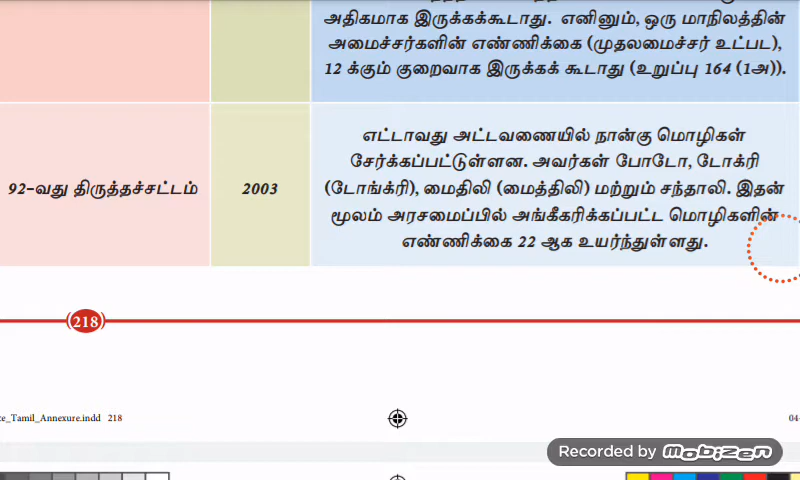 அதிகமாக இருக்கக்கூடாது. எனினும், ஒரு மாநிலத்தின்
அமைச்சர்களின் எண்ணிக்கை (முதலமைச்சர் உட்பட),
12 க்கும் குறைவாக இருக்கக் கூடாது (உறுப்பு 164 (1அ)).
எட்டாவது அட்டவணையில் நான்கு மொழிகள்
சேர்க்கப்பட்டுள்ளன. அவர்கள் போடோ, டோக்ரி
92-வது திருத்தச்சட்டம் 2003 (டோங்க்ரி), மைதிலி (மைத்திலி) மற்றும் சந்தாலி. இதன்
மூலம் அரசமைப்பில் அங்கீகரிக்கப்பட்ட மொழிகளின்
எண்ணிக்கை 22 ஆக உயர்ந்துள்ளது.
218
te_Tamil_Annexure.indd 218
04-
Recorded by mobizen